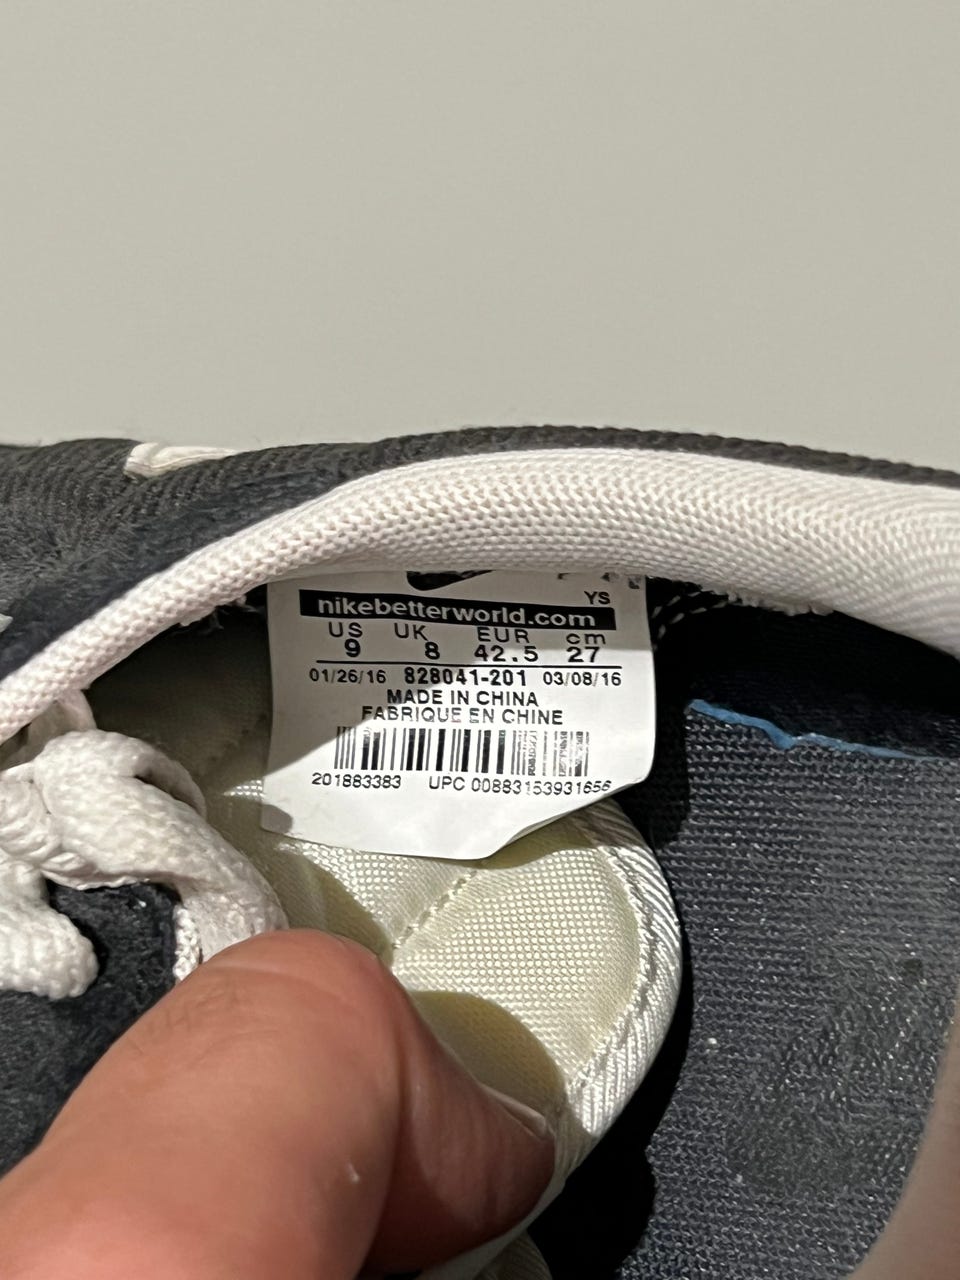 YS
nikebetterworld.com
US UK EUR cm
9 8 42.5 27
01/26/16 828041-201 03/08/16
MADE IN CHINA
FABRIQUE EN CHINE
201883383 UPC 00883153931656